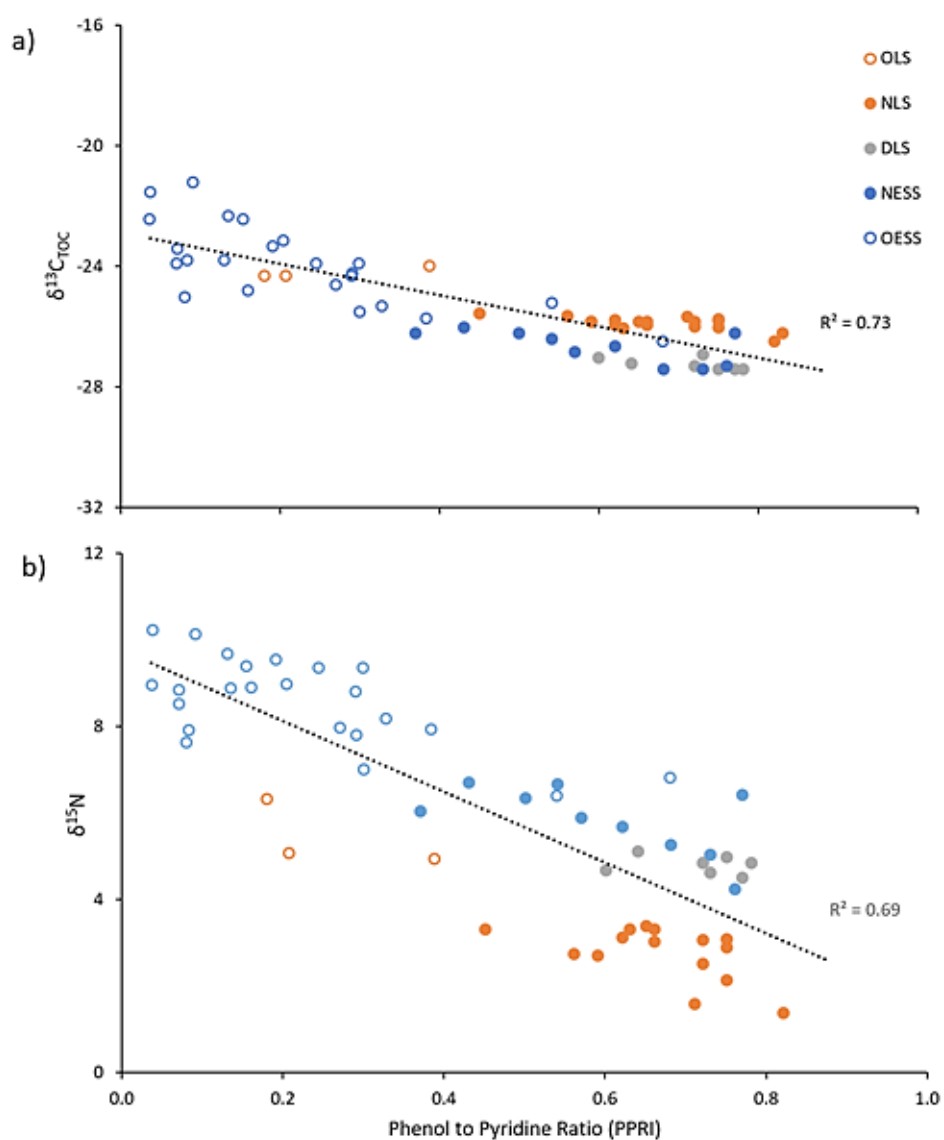 a)
-16
-20
-24
-28
-32
δ¹³C_TOC
OLS
NLS
DLS
NESS
OESS
R² = 0.73
b)
12
8
4
0
δ¹⁵N
R² = 0.69
0.0 0.2 0.4 0.6 0.8 1.0
Phenol to Pyridine Ratio (PPRI)